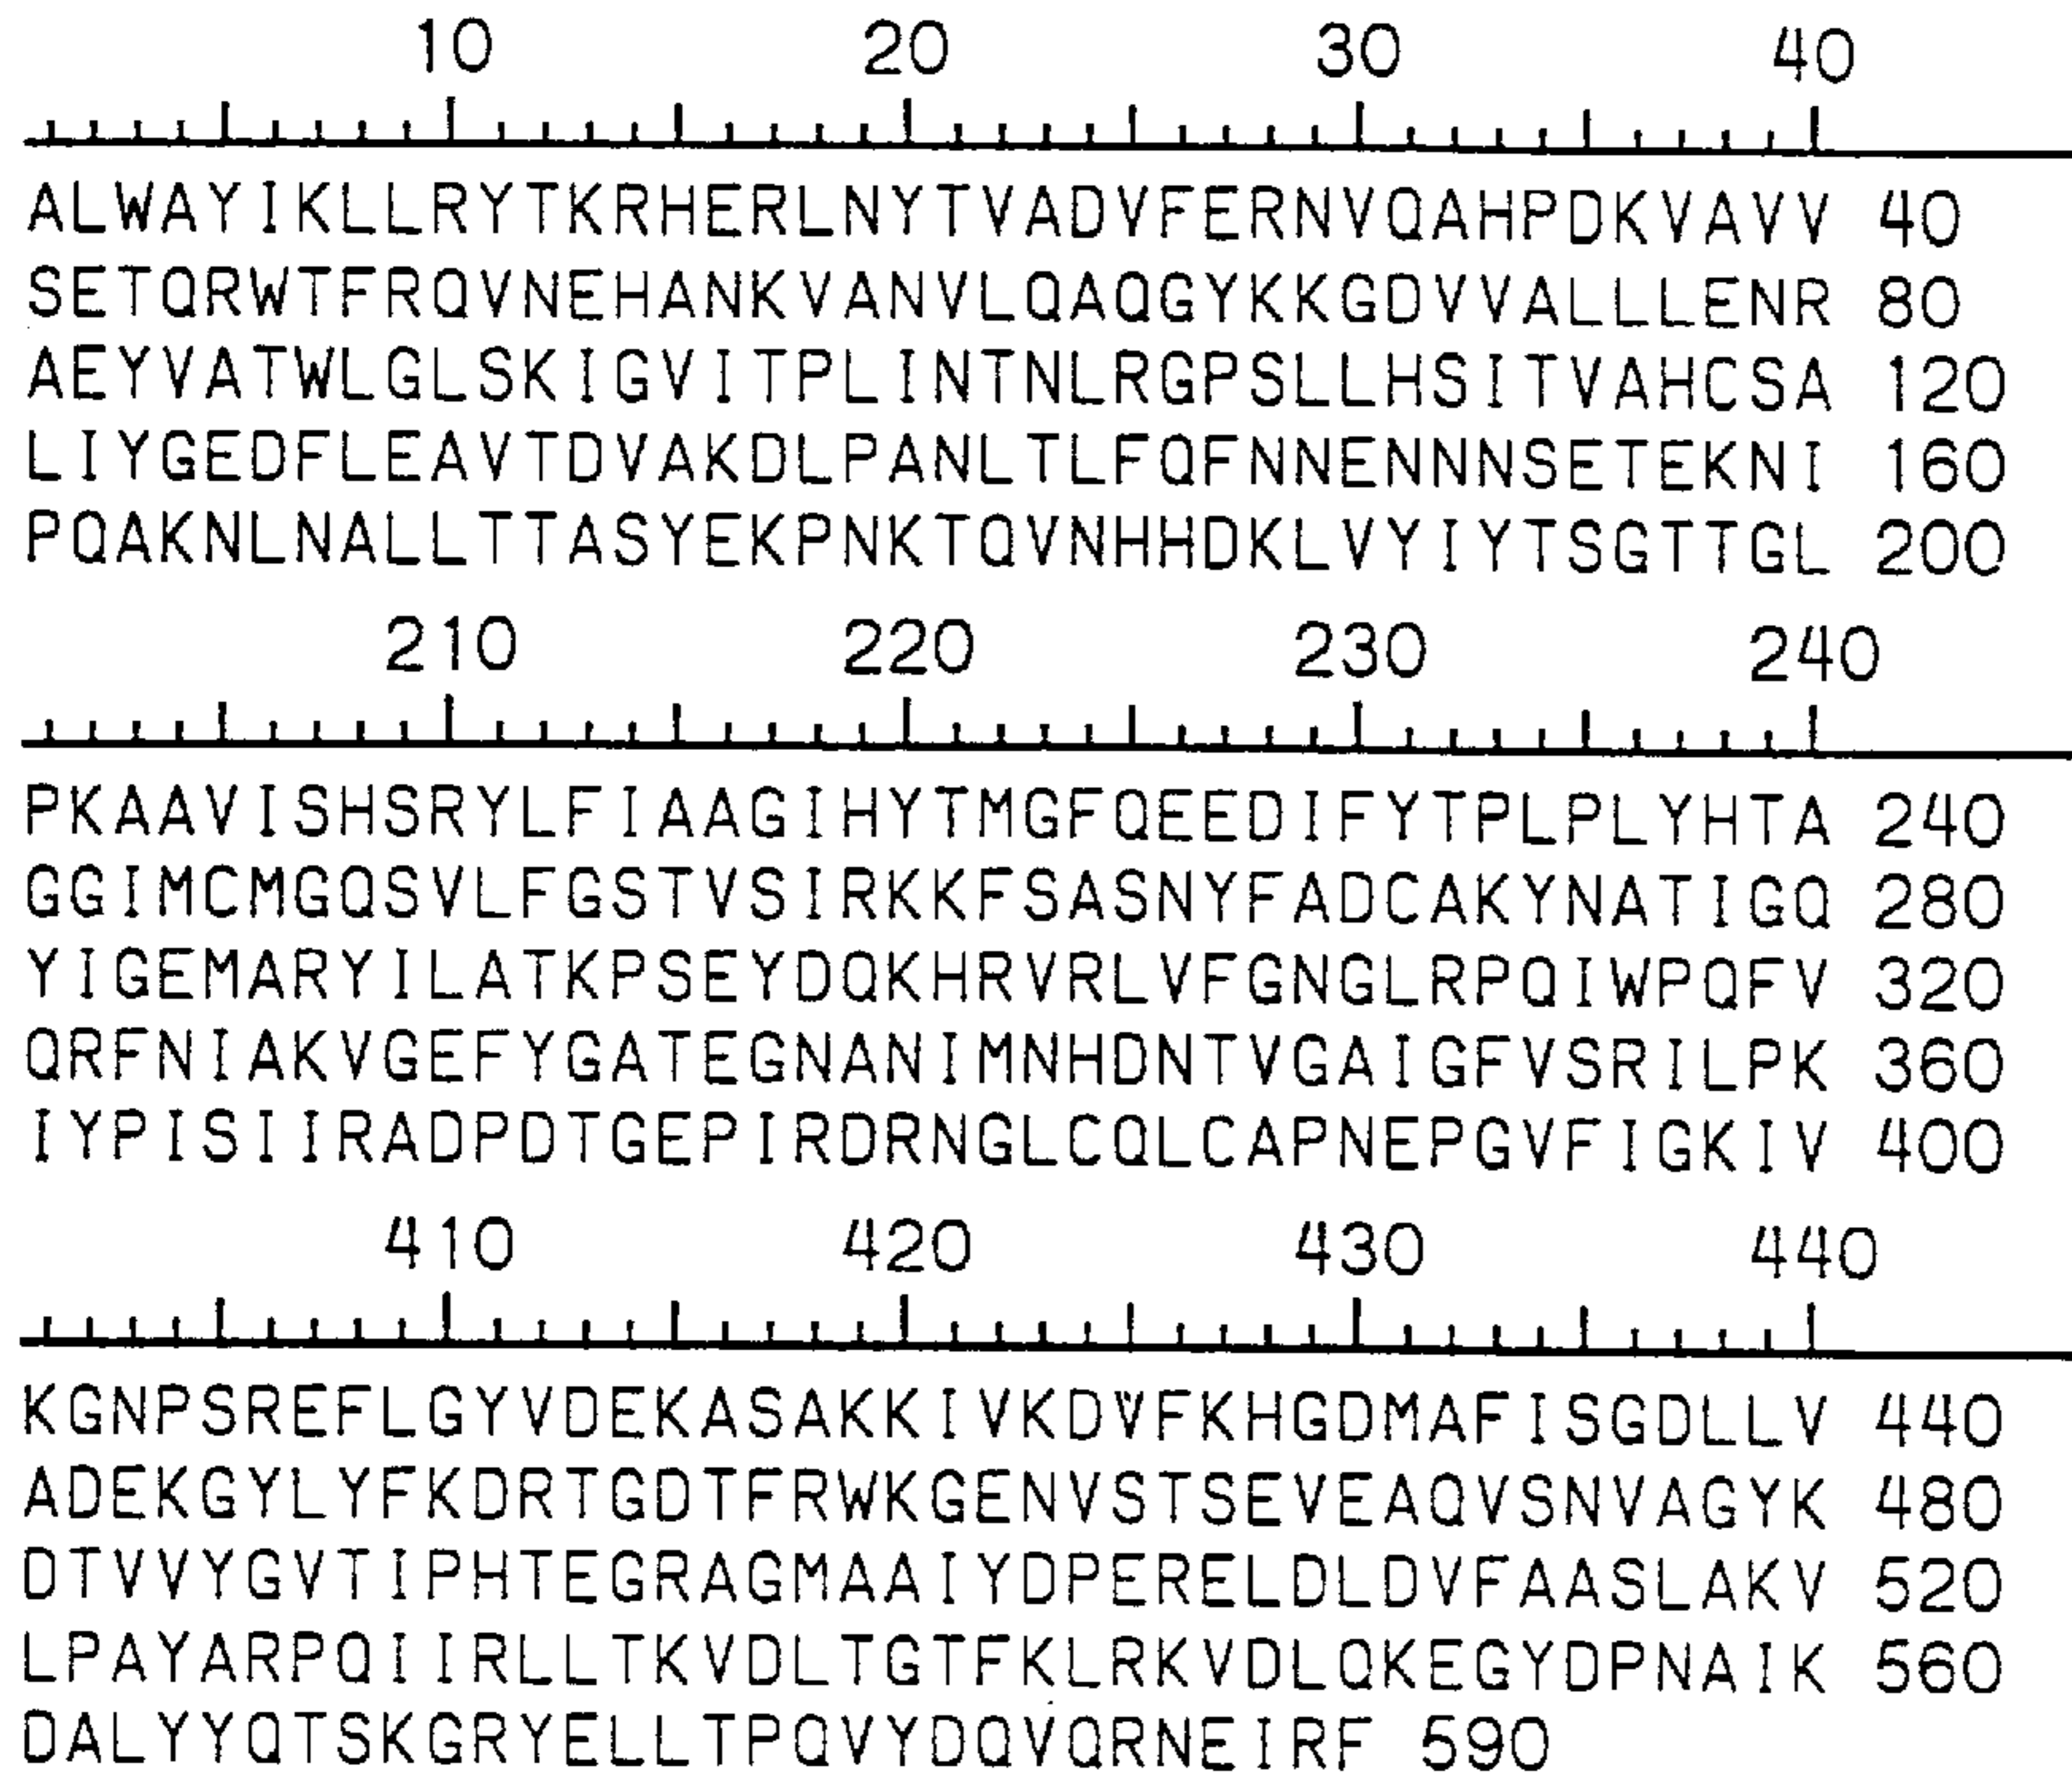 10 20 30 40
ALWAYIKLLRYTKRHERLNYTVADVFERNVQAHPDKVAVV 40
SETQRWTFRQVNEHANKVANVLQAQGYKKGDVVALLLENR 80
AEYVATWLGLSKIGVITPLINTNLRGPSLLHSITVAHCSA 120
LIYGEDFLEAVTDVAKDLPANLTLFQFNNENNNSETEKNI 160
PQAKNLNALLTTASYEKPNKTQVNHHDKLVYIYTSGTTGL 200
210 220 230 240
PKAAVISHSRYLFIAAGIHYTMGFQEEDIFYTPLPLYHTA 240
GGIMCMGQSVLFGSTVSIRKKFSASNYFADCAKYNATIGQ 280
YIGEMARYILATKPSEYDQKHRVRLVFGNGLRPQIWPQFV 320
QRFNIAKVGEFYGATEGNANIMNHDNTVGAIGFVSRILPK 360
IYPISIIRADPDTGEPIRDRNGLCQLCAPNEPGVFIGKIV 400
410 420 430 440
KGNPSREFLGYVDEKASAKKIVKDVFKHGDMAFISGDLLV 440
ADEKGYLYFKDRTGDTFRWKGENVSTSEVEAQVSNVAGYK 480
DTVVYGVTIPHTEGRAGMAAIYDPERELDLDVFAASLAKV 520
LPAYARPQIIRLLTKVDLTGTFKLRKVDLQKEGYDPNAIK 560
DALYYQTSKGRYELLTPQVYDQVQRNEIRF 590